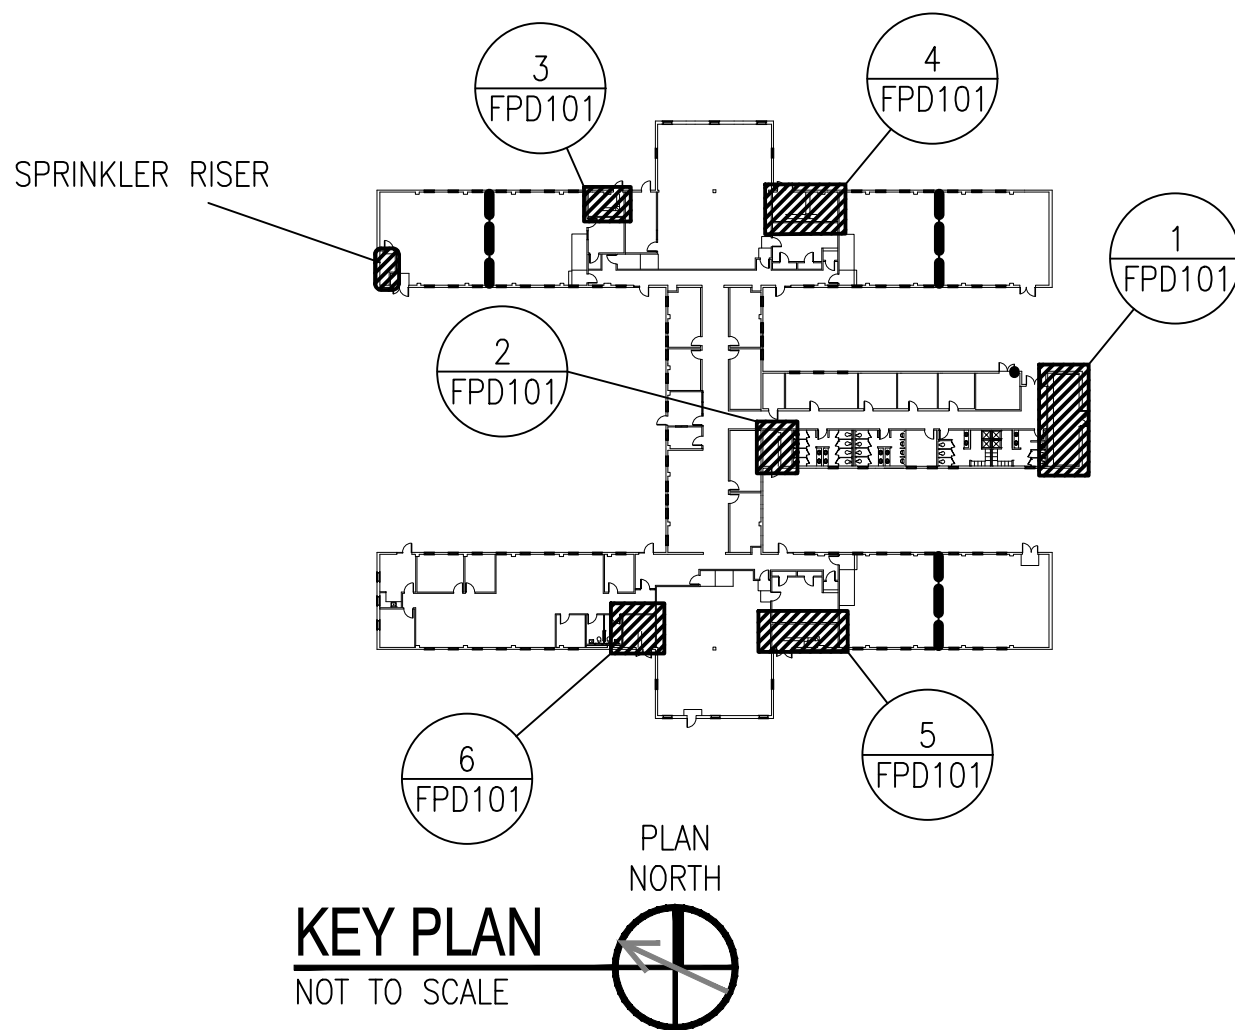 3
FPD101
4
FPD101
SPRINKLER RISER
1
FPD101
2
FPD101
6
FPD101
5
FPD101
PLAN
NORTH
KEY PLAN
NOT TO SCALE